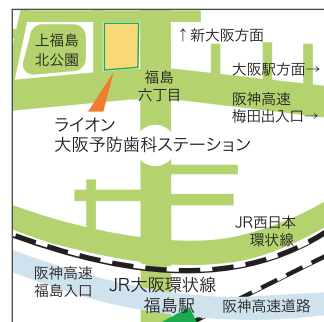 上福島
北公園
↑新大阪方面
大阪駅方面→
福島
六丁目
阪神高速
梅田出入口→
ライオン
大阪予防歯科ステーション
JR西日本
環状線
阪神高速
福島入口
JR大阪環状線
福島駅
阪神高速道路